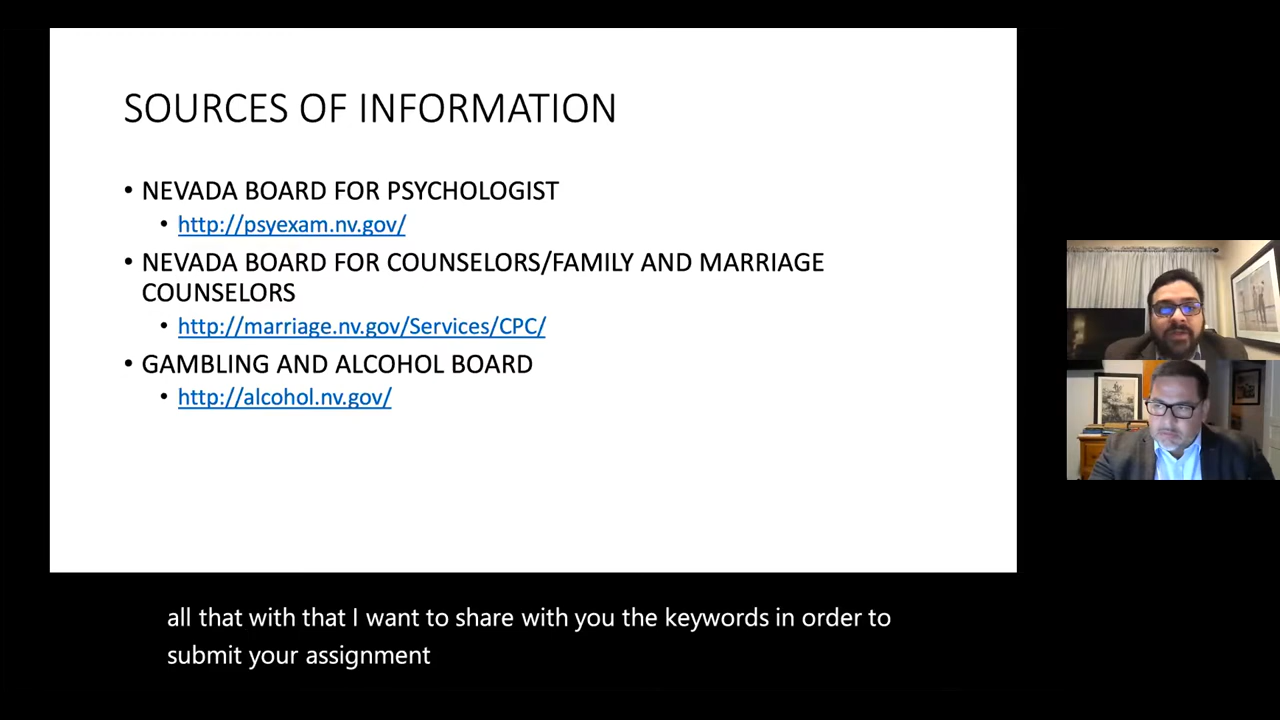 SOURCES OF INFORMATION
• NEVADA BOARD FOR PSYCHOLOGIST
• http://psyexam.nv.gov/
• NEVADA BOARD FOR COUNSELORS/FAMILY AND MARRIAGE
COUNSELORS
• http://marriage.nv.gov/Services/CPC/
• GAMBLING AND ALCOHOL BOARD
• http://alcohol.nv.gov/
all that with that I want to share with you the keywords in order to
submit your assignment